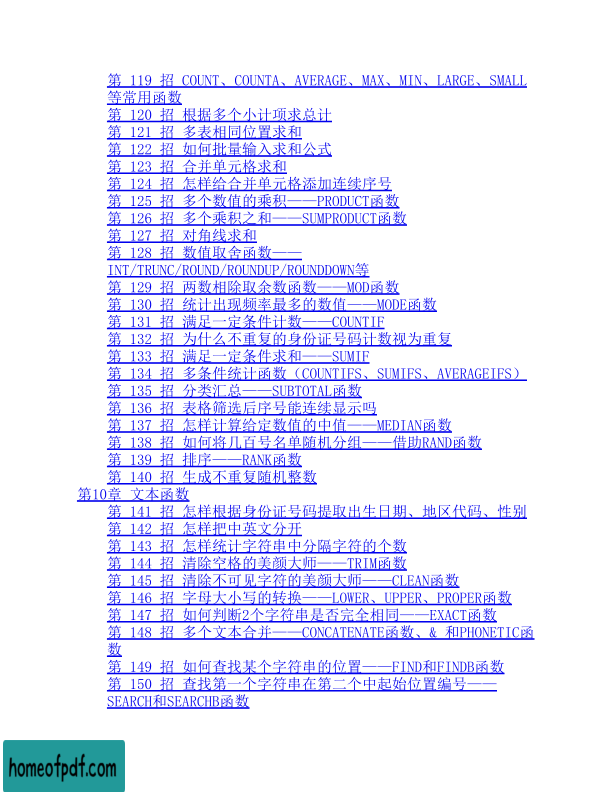 第 119 招 COUNT、COUNTA、AVERAGE、MAX、MIN、LARGE、SMALL
等常用函数
第 120 招 根据多个小计项求总计
第 121 招 多表相同位置求和
第 122 招 如何批量输入求和公式
第 123 招 合并单元格求和
第 124 招 怎样给合并单元格添加连续序号
第 125 招 多个数值的乘积——PRODUCT函数
第 126 招 多个乘积之和——SUMPRODUCT函数
第 127 招 对角线求和
第 128 招 数值取舍函数——
INT/TRUNC/ROUND/ROUNDUP/ROUNDDOWN等
第 129 招 两数相除取余数函数——MOD函数
第 130 招 统计出现频率最多的数值——MODE函数
第 131 招 满足一定条件计数——COUNTIF
第 132 招 为什么不重复的身份证号码计数视为重复
第 133 招 满足一定条件求和——SUMIF
第 134 招 多条件统计函数（COUNTIFS、SUMIFS、AVERAGEIFS）
第 135 招 分类汇总——SUBTOTAL函数
第 136 招 表格筛选后序号能连续显示吗
第 137 招 怎样计算给定数值的中值——MEDIAN函数
第 138 招 如何将几百号名单随机分组——借助RAND函数
第 139 招 排序——RANK函数
第 140 招 生成不重复随机整数
第10章 文本函数
第 141 招 怎样根据身份证号码提取出生日期、地区代码、性别
第 142 招 怎样把中英文分开
第 143 招 怎样统计字符串中分隔字符的个数
第 144 招 清除空格的美颜大师——TRIM函数
第 145 招 清除不可见字符的美颜大师——CLEAN函数
第 146 招 字母大小写的转换——LOWER、UPPER、PROPER函数
第 147 招 如何判断2个字符串是否完全相同——EXACT函数
第 148 招 多个文本合并——CONCATENATE函数、& 和PHONETIC函
数
第 149 招 如何查找某个字符串的位置——FIND和FINDB函数
第 150 招 查找第一个字符串在第二个中起始位置编号——
SEARCH和SEARCHB函数
homeofpdf.com